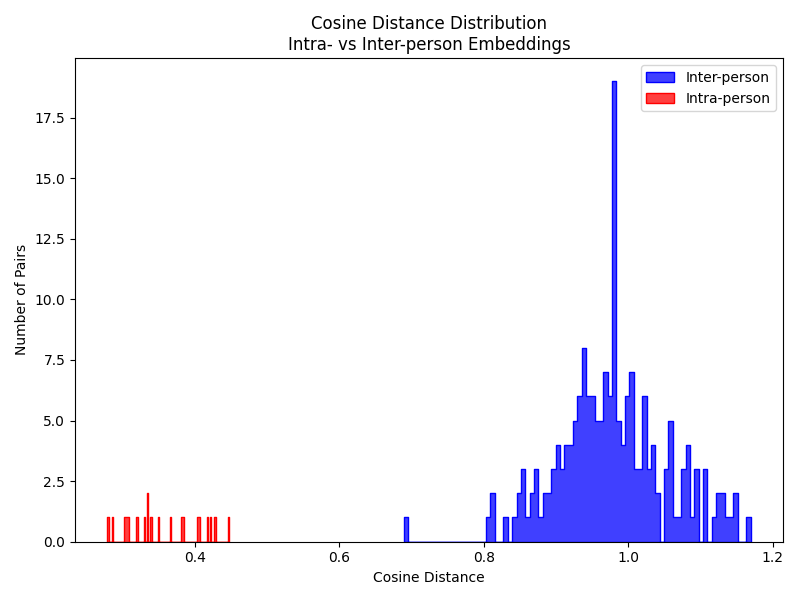 Cosine Distance Distribution
Intra- vs Inter-person Embeddings
Inter-person
Intra-person
Number of Pairs
17.5
15.0
12.5
10.0
7.5
5.0
2.5
0.0
0.4 0.6 0.8 1.0 1.2
Cosine Distance